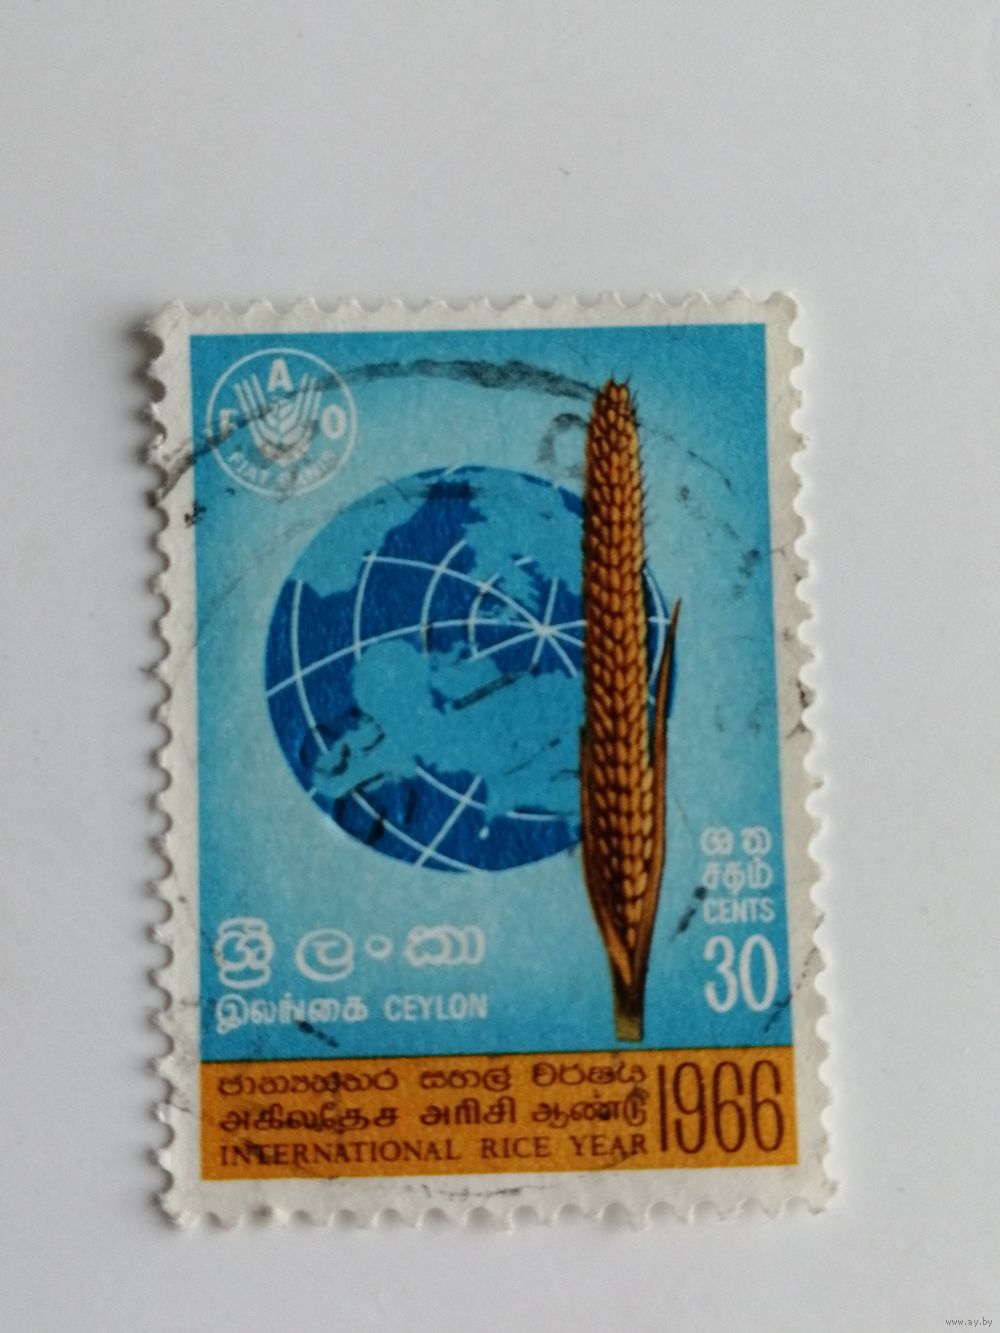 F A O
FIAT PANIS
ශත
சதம்
CENTS
30
ශ්‍රී ලංකා
இலங்கை CEYLON
ජාත්‍යන්තර සහල් වර්ෂය
அகிலதேச அரிசி ஆண்டு
INTERNATIONAL RICE YEAR 1966
www.ay.by